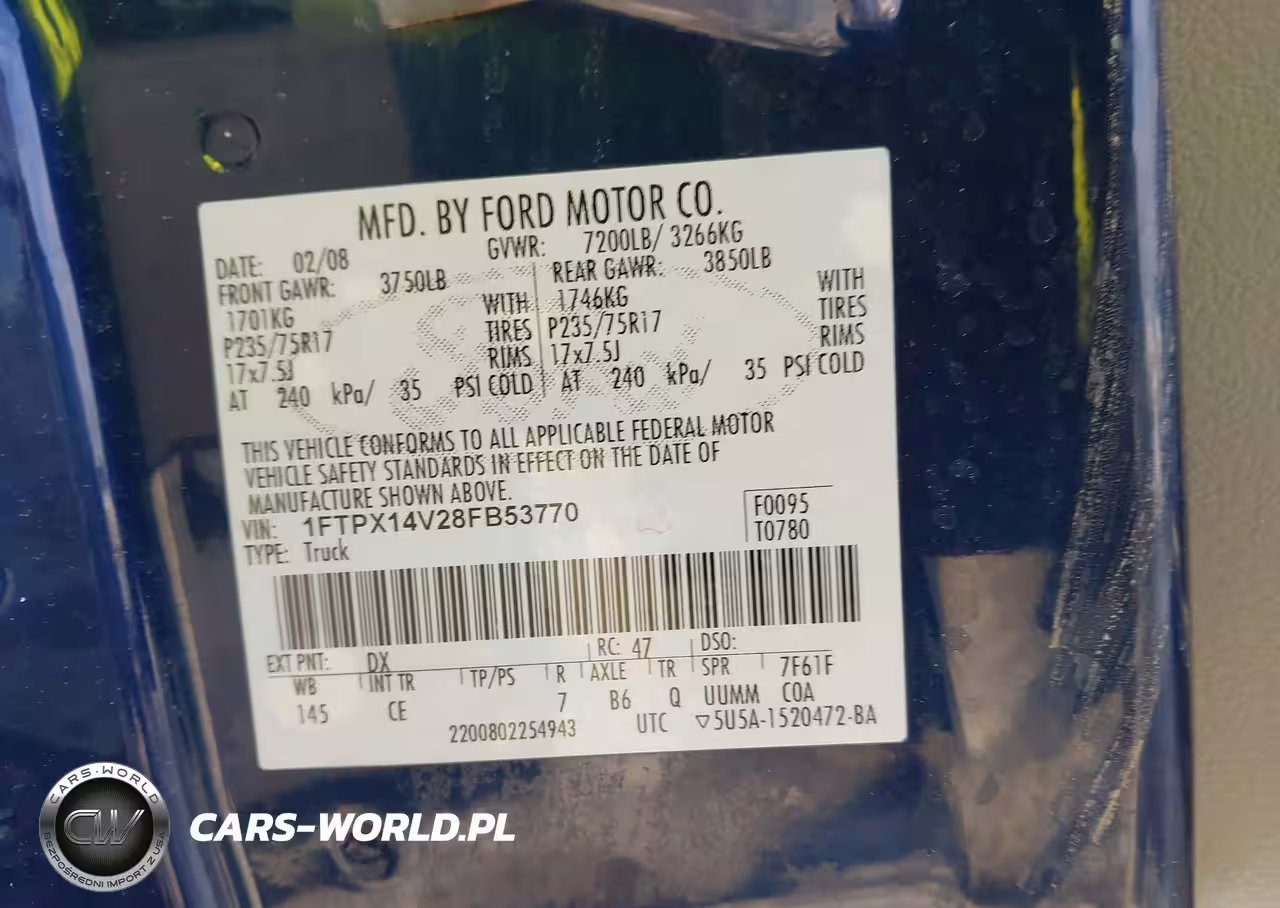 MFD. BY FORD MOTOR CO.
DATE: 02/08 GVWR: 7200LB/ 3266KG
FRONT GAWR: 3750LB REAR GAWR: 3850LB
1701KG WITH 1746KG WITH
P235/75R17 TIRES P235/75R17 TIRES
17x7.5J RIMS 17x7.5J RIMS
AT 240 kPa/ 35 PSI COLD AT 240 kPa/ 35 PSI COLD
THIS VEHICLE CONFORMS TO ALL APPLICABLE FEDERAL MOTOR
VEHICLE SAFETY STANDARDS IN EFFECT ON THE DATE OF
MANUFACTURE SHOWN ABOVE.
VIN: 1FTPX14V28FB53770 F0095
TYPE: Truck T0780
EXT PNT: DX RC: 47 DSO:
WB INT TR TP/PS R AXLE TR SPR 7F61F
145 CE 7 B6 Q UUMM COA
2200802254943 UTC ▽5U5A-1520472-BA
CARS-WORLD
CW
BEZPOŚREDNI IMPORT Z USA
CARS-WORLD.PL